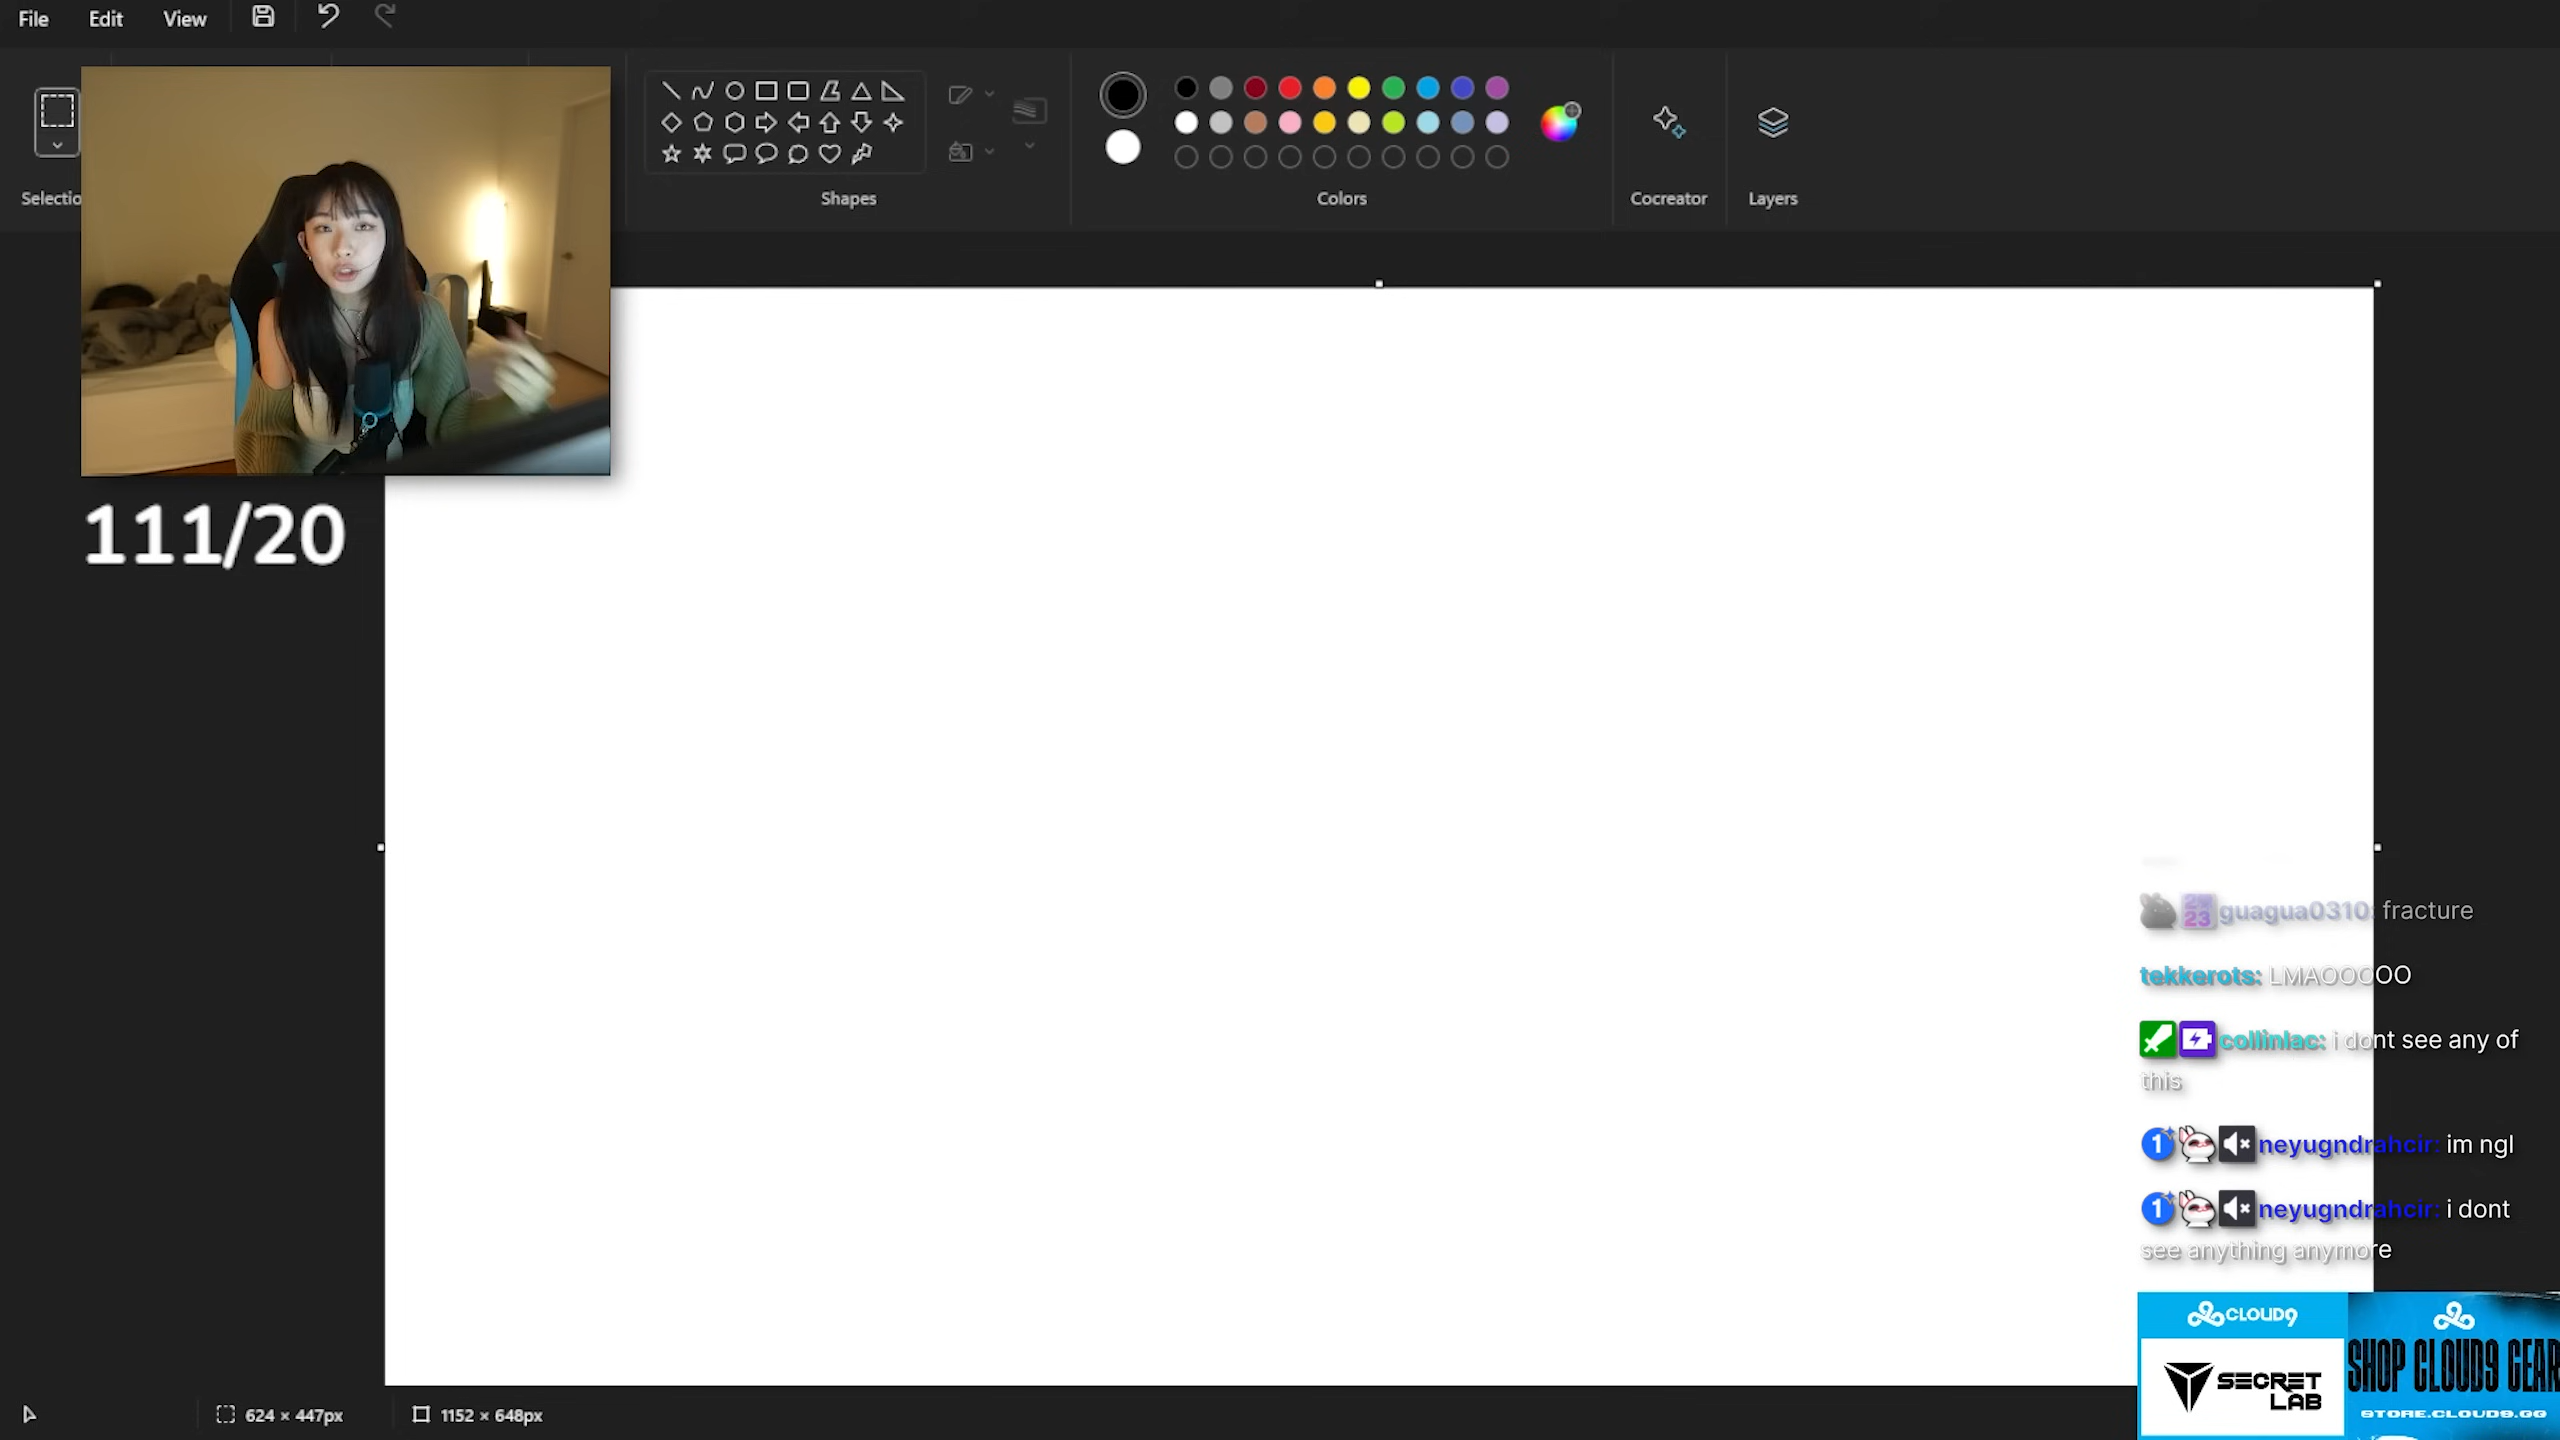 File Edit View
Selectio
Shapes
Colors
Cocreator
Layers
111/20
guagua0310: fracture
tekkerots: LMAOOOOO
collinlac: i dont see any of
this
1 neyugndrahcir: im ngl
1 neyugndrahcir: i dont
see anything anymore
CLOUD9
SECRET
LAB
SHOP CLOUD9 GEAR
STORE.CLOUD9.GG
624 × 447px
1152 × 648px